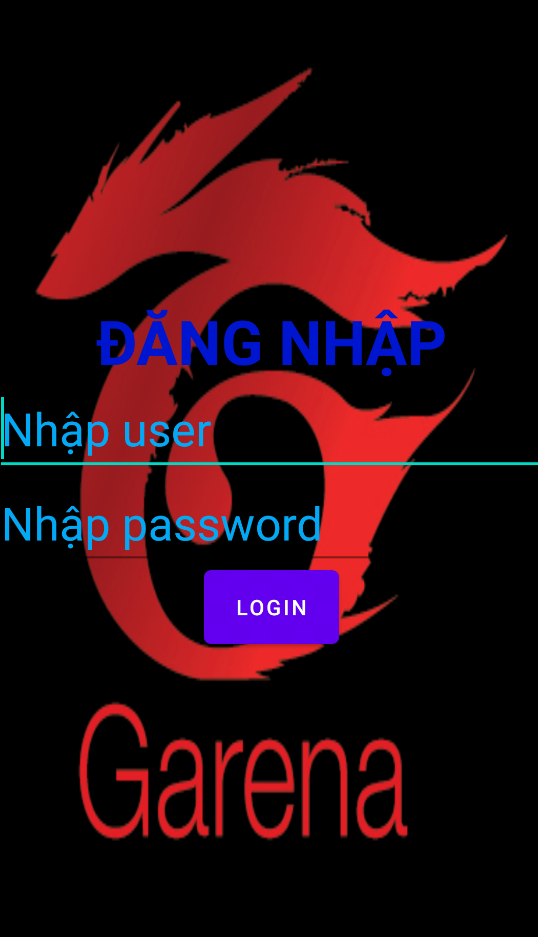 ĐĂNG NHẬP
Nhập user
Nhập password
LOGIN
Garena